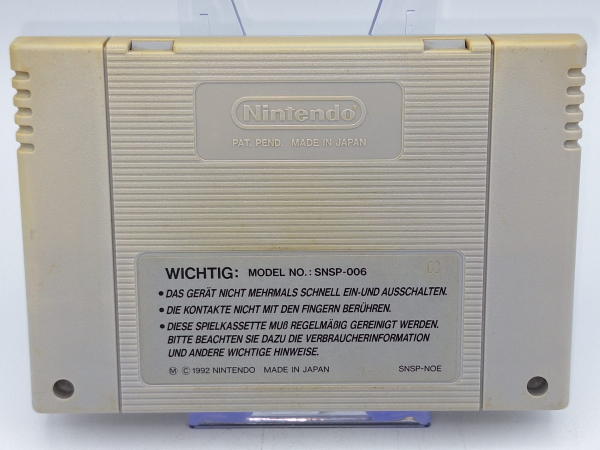 Nintendo®
PAT. PEND. MADE IN JAPAN
WICHTIG: MODEL NO.: SNSP-006
• DAS GERÄT NICHT MEHRMALS SCHNELL EIN-UND AUSSCHALTEN.
• DIE KONTAKTE NICHT MIT DEN FINGERN BERÜHREN.
• DIESE SPIELKASSETTE MUß REGELMÄßIG GEREINIGT WERDEN.
BITTE BEACHTEN SIE DAZU DIE VERBRAUCHERINFORMATION
UND ANDERE WICHTIGE HINWEISE.
Ⓜ © 1992 NINTENDO MADE IN JAPAN SNSP-NOE